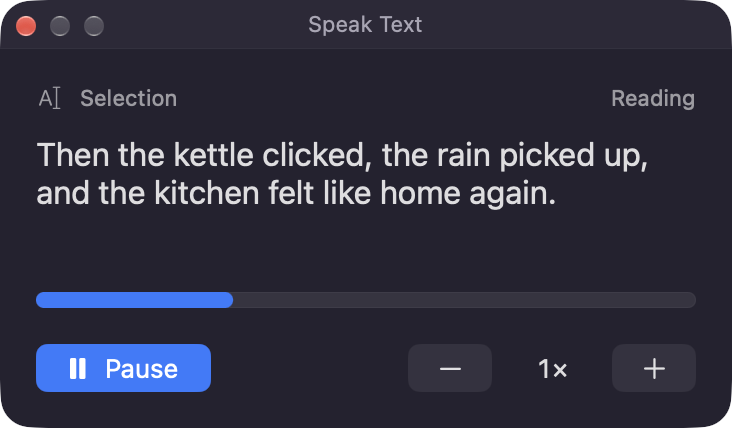 Speak Text
Selection
Reading
Then the kettle clicked, the rain picked up,
and the kitchen felt like home again.
Pause
1×